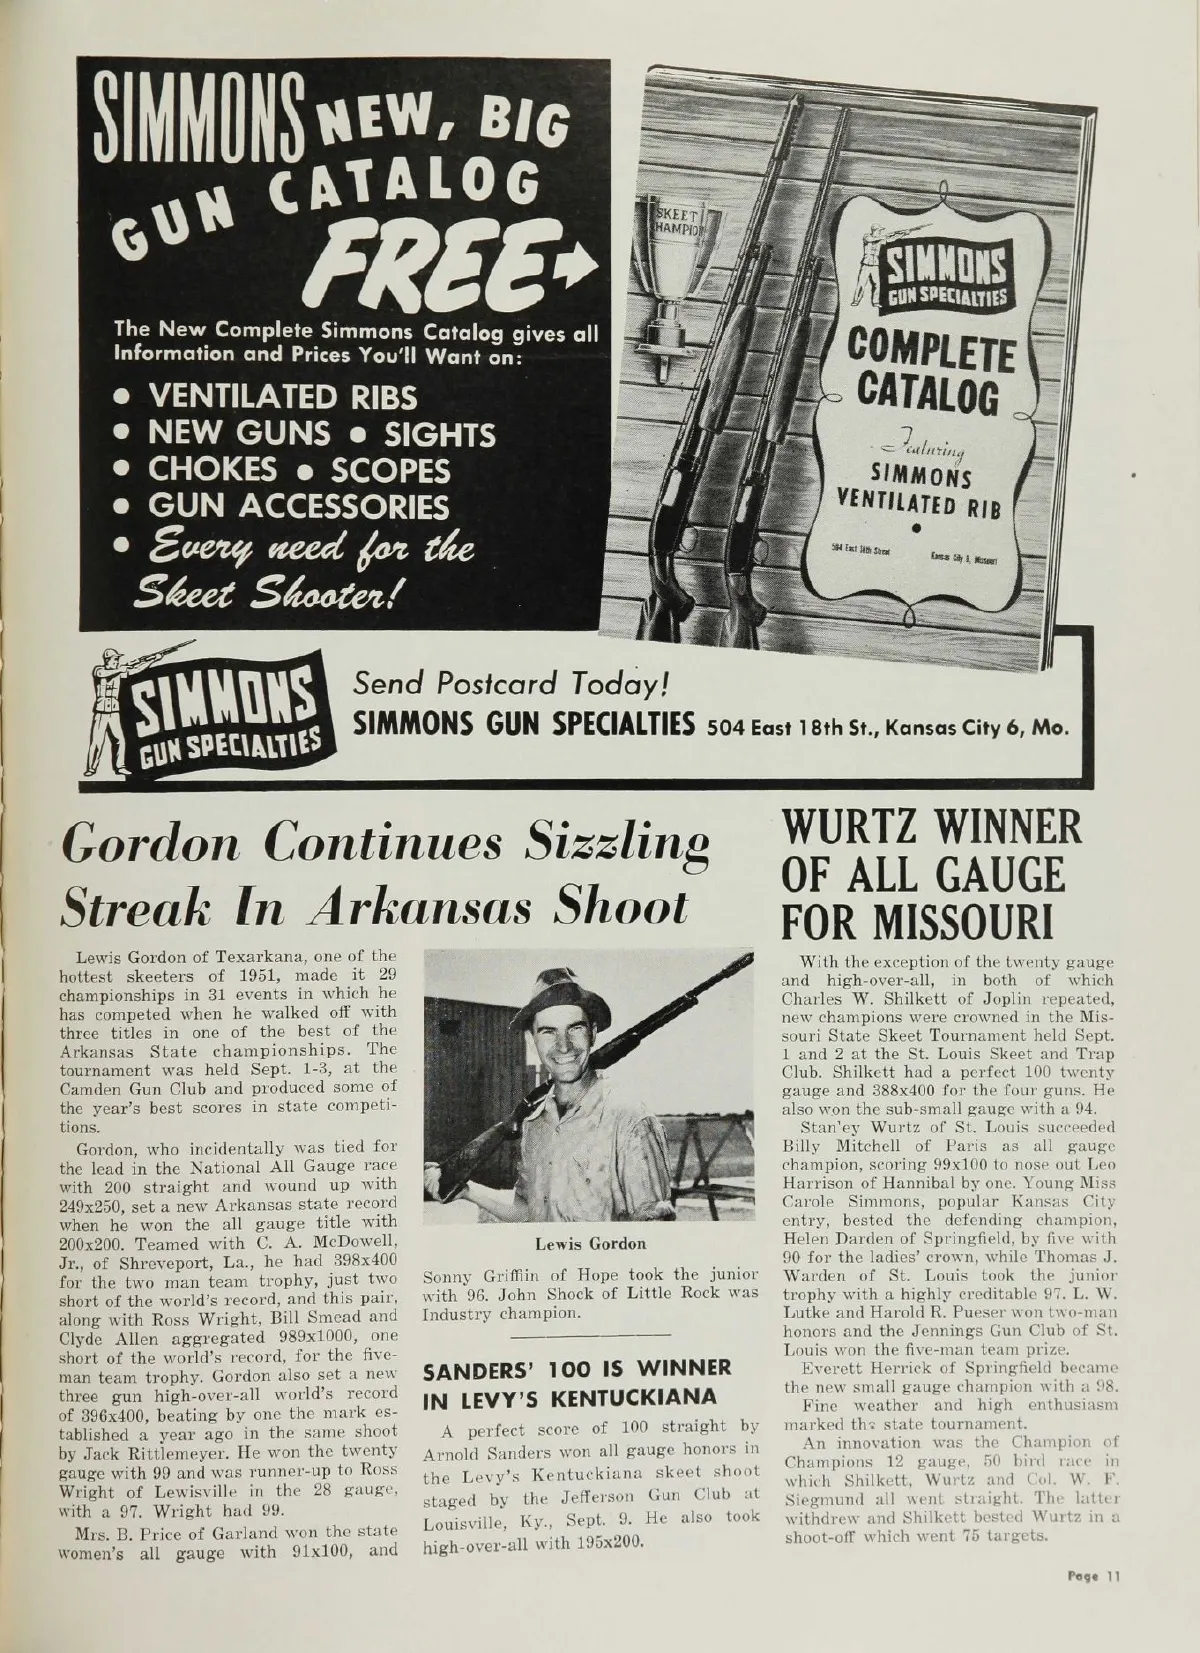 SIMMONS NEW, BIG
GUN CATALOG
FREE
The New Complete Simmons Catalog gives all
Information and Prices You'll Want on:
• VENTILATED RIBS
• NEW GUNS • SIGHTS
• CHOKES • SCOPES
• GUN ACCESSORIES
• Every need for the
Skeet Shooter!
SKEET
HAMPIO
SIMMONS
GUN SPECIALTIES
COMPLETE
CATALOG
Featuring
SIMMONS
VENTILATED RIB
•
504 East 18th Street
Kansas City 6, Missouri
SIMMONS
GUN SPECIALTIES
Send Postcard Today!
SIMMONS GUN SPECIALTIES 504 East 18th St., Kansas City 6, Mo.
Gordon Continues Sizzling
Streak In Arkansas Shoot
Lewis Gordon of Texarkana, one of the
hottest skeeters of 1951, made it 29
championships in 31 events in which he
has competed when he walked off with
three titles in one of the best of the
Arkansas State championships. The
tournament was held Sept. 1-3, at the
Camden Gun Club and produced some of
the year's best scores in state competi-
tions.
Gordon, who incidentally was tied for
the lead in the National All Gauge race
with 200 straight and wound up with
249x250, set a new Arkansas state record
when he won the all gauge title with
200x200. Teamed with C. A. McDowell,
Jr., of Shreveport, La., he had 398x400
for the two man team trophy, just two
short of the world's record, and this pair,
along with Ross Wright, Bill Smead and
Clyde Allen aggregated 989x1000, one
short of the world's record, for the five-
man team trophy. Gordon also set a new
three gun high-over-all world's record
of 396x400, beating by one the mark es-
tablished a year ago in the same shoot
by Jack Rittlemeyer. He won the twenty
gauge with 99 and was runner-up to Ross
Wright of Lewisville in the 28 gauge,
with a 97. Wright had 99.
Mrs. B. Price of Garland won the state
women's all gauge with 91x100, and
Lewis Gordon
Sonny Griffiin of Hope took the junior
with 96. John Shock of Little Rock was
Industry champion.
SANDERS' 100 IS WINNER
IN LEVY'S KENTUCKIANA
A perfect score of 100 straight by
Arnold Sanders won all gauge honors in
the Levy's Kentuckiana skeet shoot
staged by the Jefferson Gun Club at
Louisville, Ky., Sept. 9. He also took
high-over-all with 195x200.
WURTZ WINNER
OF ALL GAUGE
FOR MISSOURI
With the exception of the twenty gauge
and high-over-all, in both of which
Charles W. Shilkett of Joplin repeated,
new champions were crowned in the Mis-
souri State Skeet Tournament held Sept.
1 and 2 at the St. Louis Skeet and Trap
Club. Shilkett had a perfect 100 twenty
gauge and 388x400 for the four guns. He
also won the sub-small gauge with a 94.
Stan'ey Wurtz of St. Louis succeeded
Billy Mitchell of Paris as all gauge
champion, scoring 99x100 to nose out Leo
Harrison of Hannibal by one. Young Miss
Carole Simmons, popular Kansas City
entry, bested the defending champion,
Helen Darden of Springfield, by five with
90 for the ladies' crown, while Thomas J.
Warden of St. Louis took the junior
trophy with a highly creditable 97. L. W.
Lutke and Harold R. Pueser won two-man
honors and the Jennings Gun Club of St.
Louis won the five-man team prize.
Everett Herrick of Springfield became
the new small gauge champion with a 98.
Fine weather and high enthusiasm
marked the state tournament.
An innovation was the Champion of
Champions 12 gauge, 50 bird race in
which Shilkett, Wurtz and Col. W. F.
Siegmund all went straight. The latter
withdrew and Shilkett bested Wurtz in a
shoot-off which went 75 targets.
Page 11